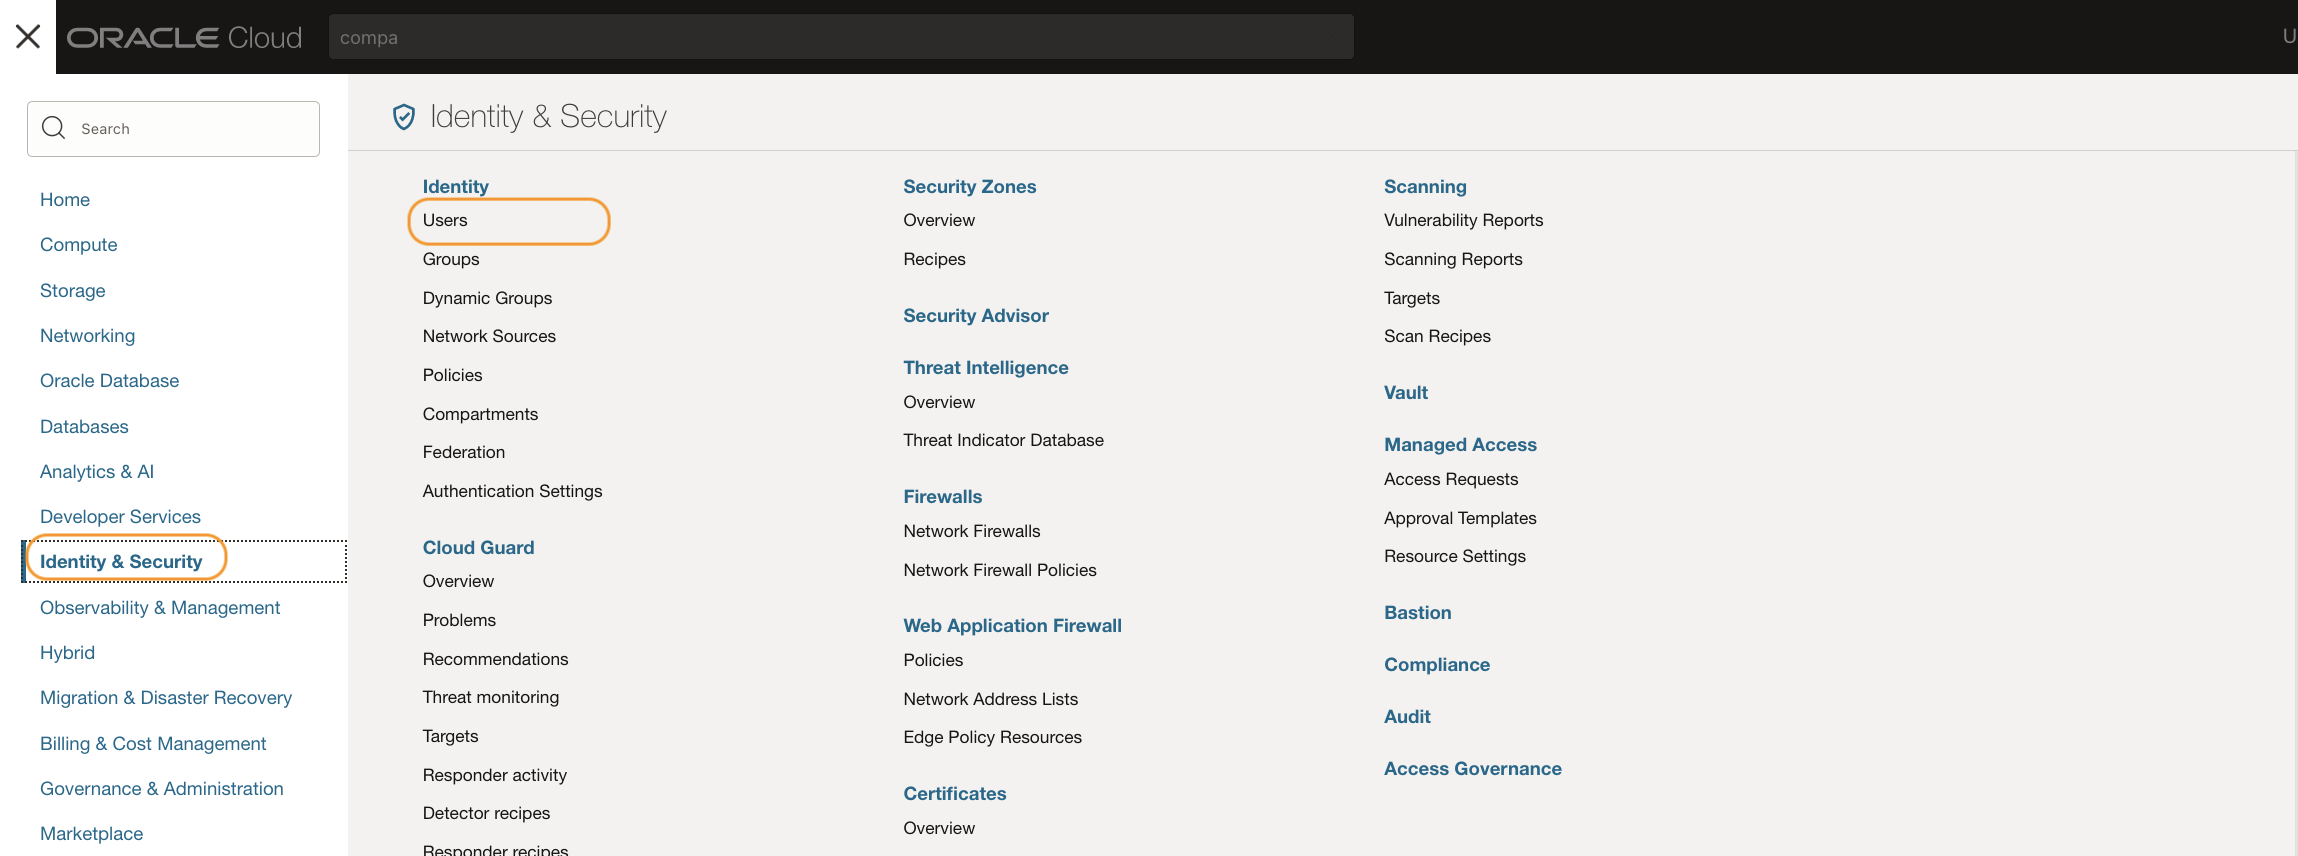 ORACLE Cloud
compa
U
Search
Home
Compute
Storage
Networking
Oracle Database
Databases
Analytics & AI
Developer Services
Identity & Security
Observability & Management
Hybrid
Migration & Disaster Recovery
Billing & Cost Management
Governance & Administration
Marketplace
Identity & Security
Identity
Users
Groups
Dynamic Groups
Network Sources
Policies
Compartments
Federation
Authentication Settings
Cloud Guard
Overview
Problems
Recommendations
Threat monitoring
Targets
Responder activity
Detector recipes
Responder recipes
Security Zones
Overview
Recipes
Security Advisor
Threat Intelligence
Overview
Threat Indicator Database
Firewalls
Network Firewalls
Network Firewall Policies
Web Application Firewall
Policies
Network Address Lists
Edge Policy Resources
Certificates
Overview
Scanning
Vulnerability Reports
Scanning Reports
Targets
Scan Recipes
Vault
Managed Access
Access Requests
Approval Templates
Resource Settings
Bastion
Compliance
Audit
Access Governance